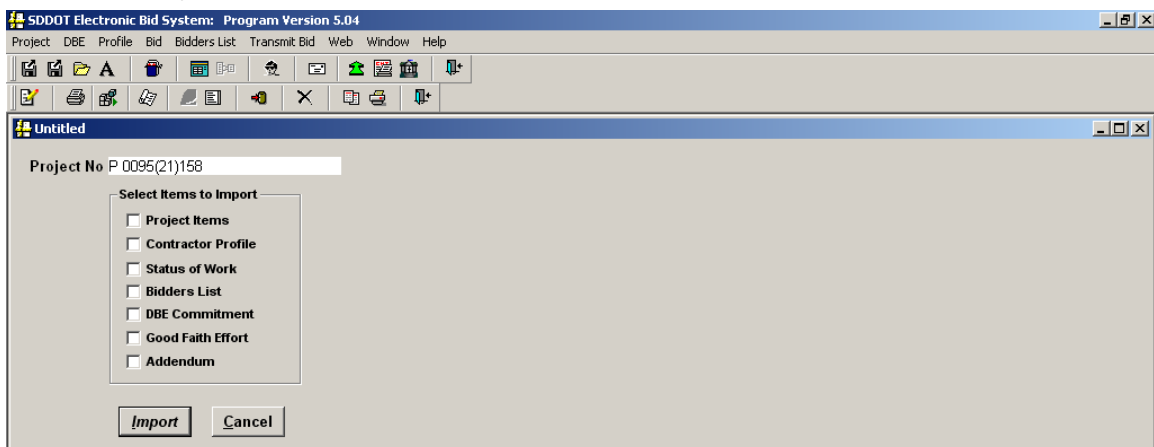 SDDOT Electronic Bid System: Program Version 5.04
Project DBE Profile Bid Bidders List Transmit Bid Web Window Help
Untitled
Project No P 0095(21)158
Select Items to Import
Project Items
Contractor Profile
Status of Work
Bidders List
DBE Commitment
Good Faith Effort
Addendum
Import Cancel